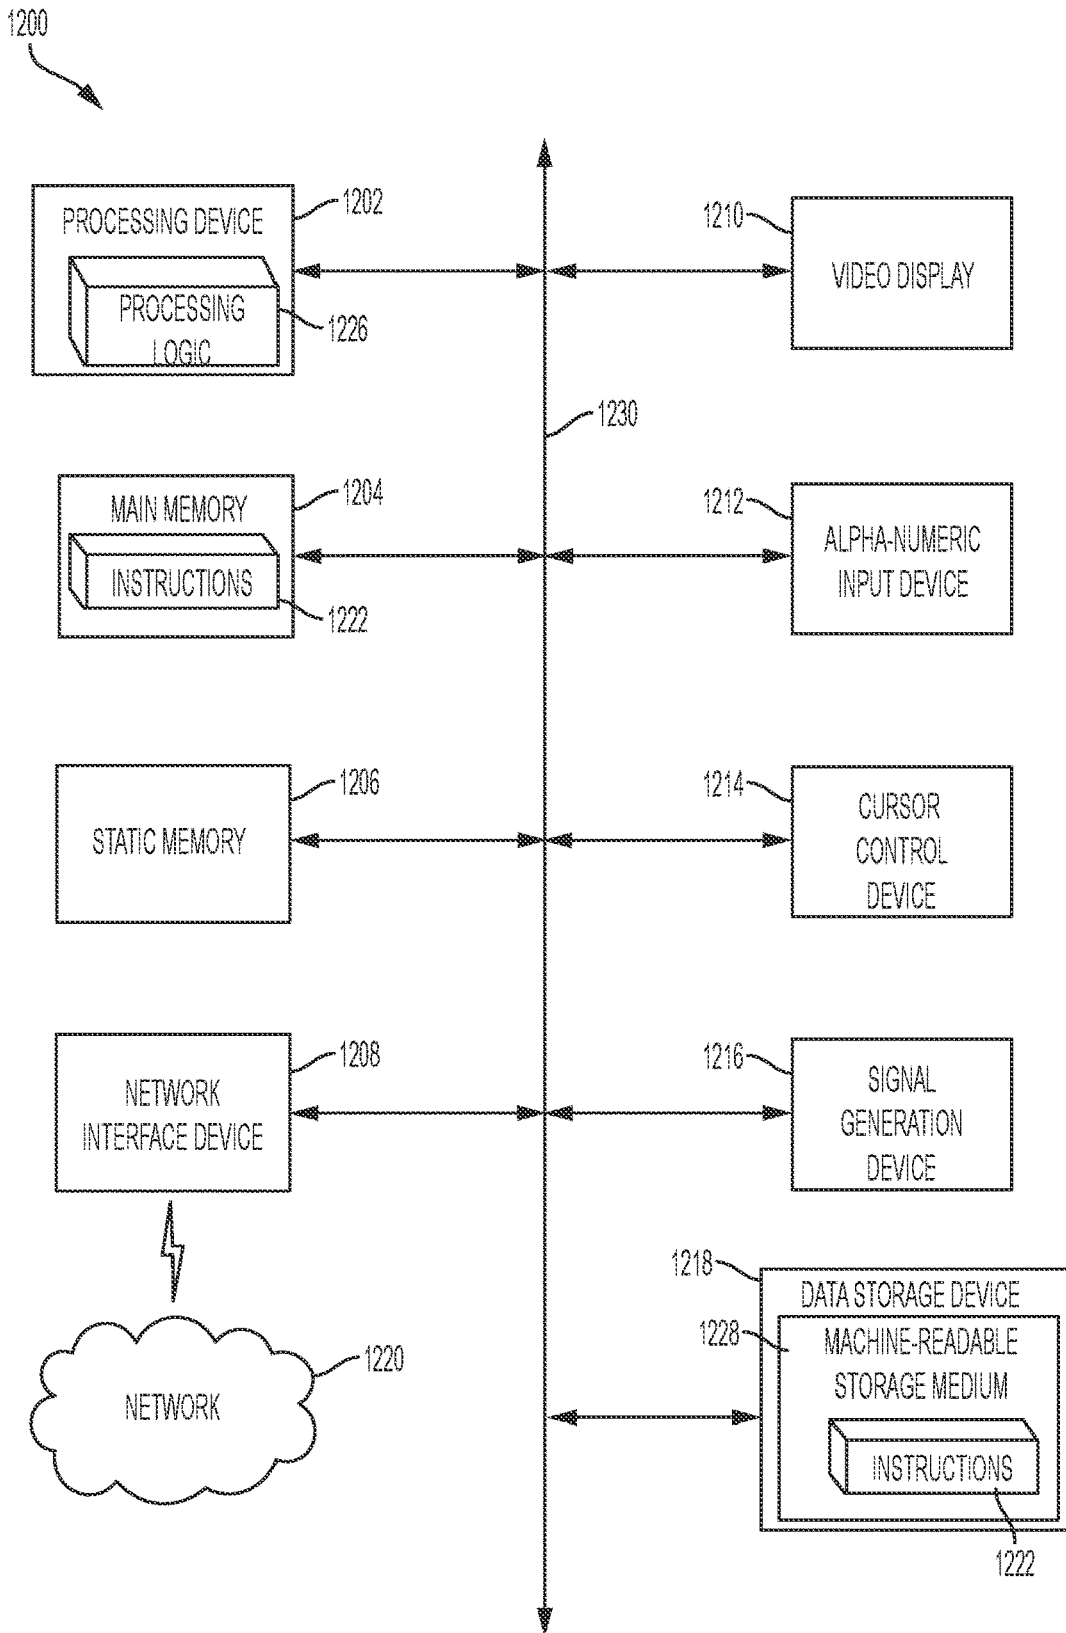 1200
PROCESSING DEVICE
1202
PROCESSING
LOGIC
1226
1210
VIDEO DISPLAY
1230
MAIN MEMORY
1204
INSTRUCTIONS
1222
1212
ALPHA-NUMERIC
INPUT DEVICE
STATIC MEMORY
1206
1214
CURSOR
CONTROL
DEVICE
NETWORK
INTERFACE DEVICE
1208
1216
SIGNAL
GENERATION
DEVICE
NETWORK
1220
1218
DATA STORAGE DEVICE
1228
MACHINE-READABLE
STORAGE MEDIUM
INSTRUCTIONS
1222